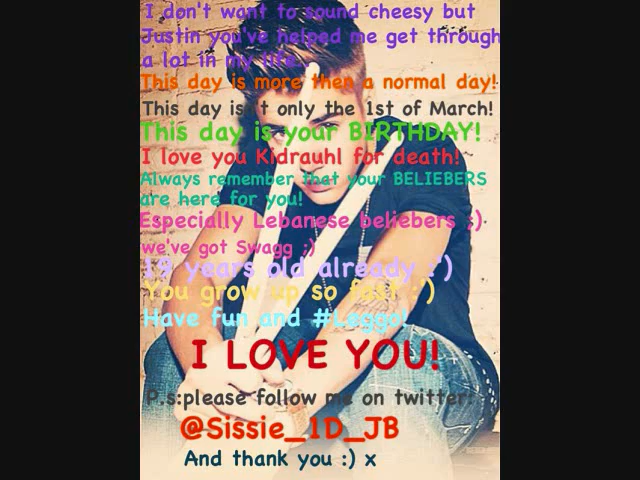 I don't want to sound cheesy but
Justin you've helped me get through
a lot in my life..
This day is more then a normal day!
This day isn't only the 1st of March!
This day is your BIRTHDAY!
I love you Kidrauhl for death!
Always remember that your BELIEBERS
are here for you!
Especially Lebanese beliebers ;).
we've got Swagg ;)
19 years old already :')
You grow up so fast :')
Have fun and #Leggo!
I LOVE YOU!
P.s:please follow me on twitter:
@Sissie_1D_JB
And thank you :) x